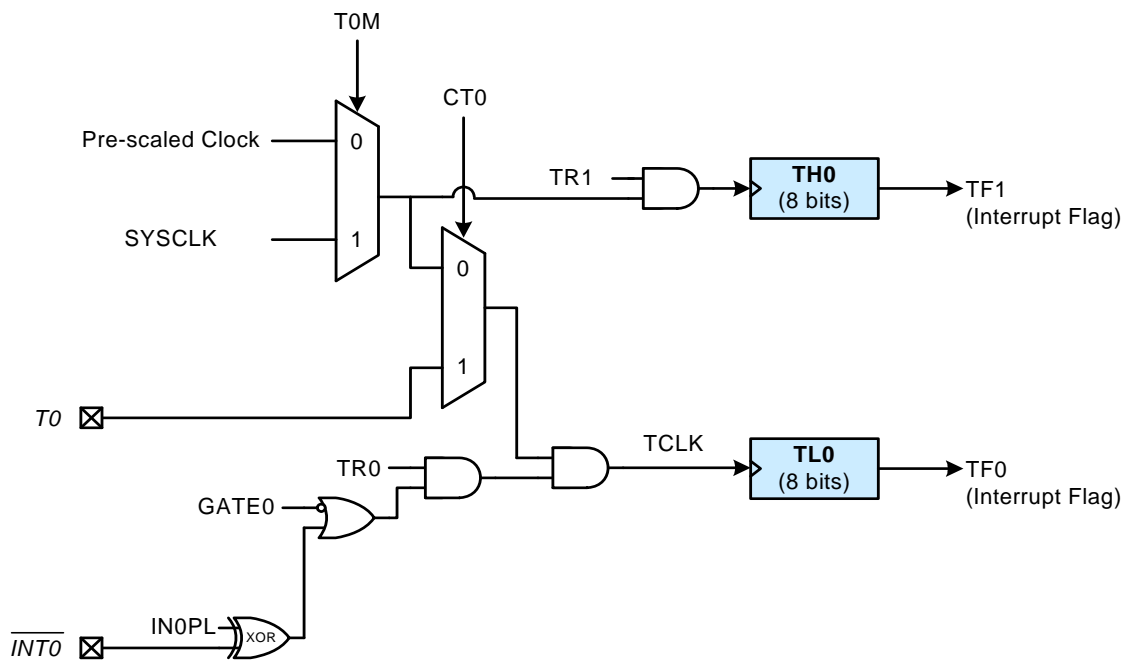 T0M
CT0
Pre-scaled Clock
0
TR1
TH0
(8 bits)
TF1
(Interrupt Flag)
SYSCLK
1
0
1
T0
TCLK
TL0
(8 bits)
TF0
(Interrupt Flag)
TR0
GATE0
IN0PL
XOR
INT0